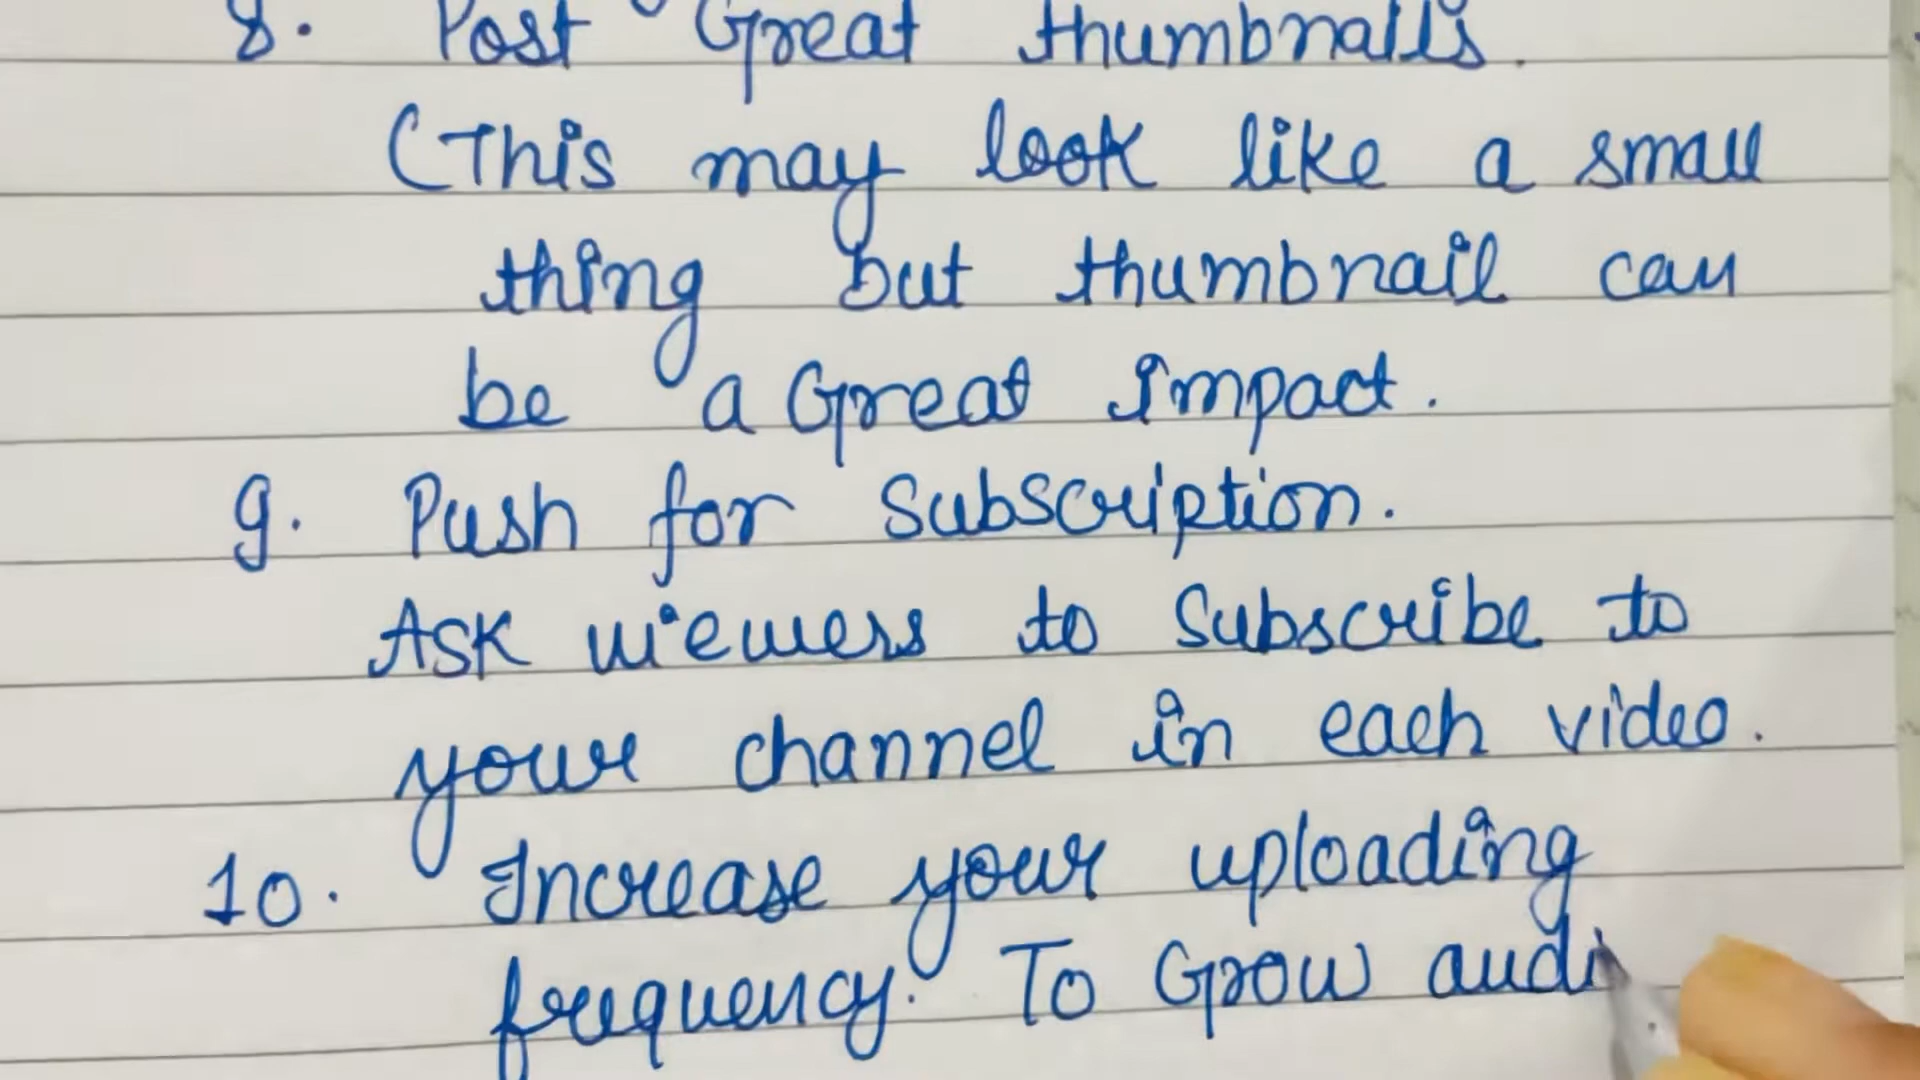 8. Post Great thumbnails.
(This may look like a small
thing but thumbnail can
be a Great Impact.
9. Push for Subscription.
Ask viewers to Subscribe to
your channel in each video.
10. Increase your uploading
frequency. To Grow audi